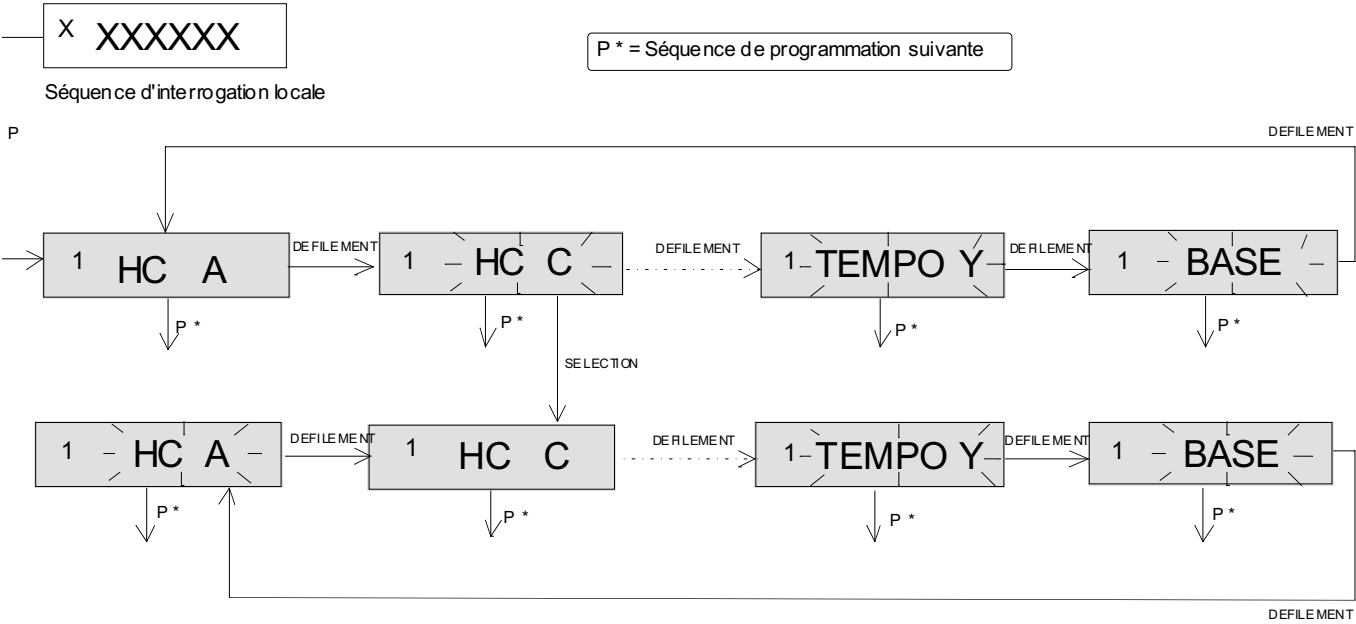 X XXXXXX
P * = Séquence de programmation suivante
Séquence d'interrogation locale
P
DEFILEMENT
1 HC A
DEFILEMENT
1 HC C
DEFILEMENT
1 TEMPO Y
DEFILEMENT
1 BASE
P *
P *
P *
P *
SELECTION
1 HC A
DEFILEMENT
1 HC C
DEFILEMENT
1 TEMPO Y
DEFILEMENT
1 BASE
P *
P *
P *
P *
DEFILEMENT